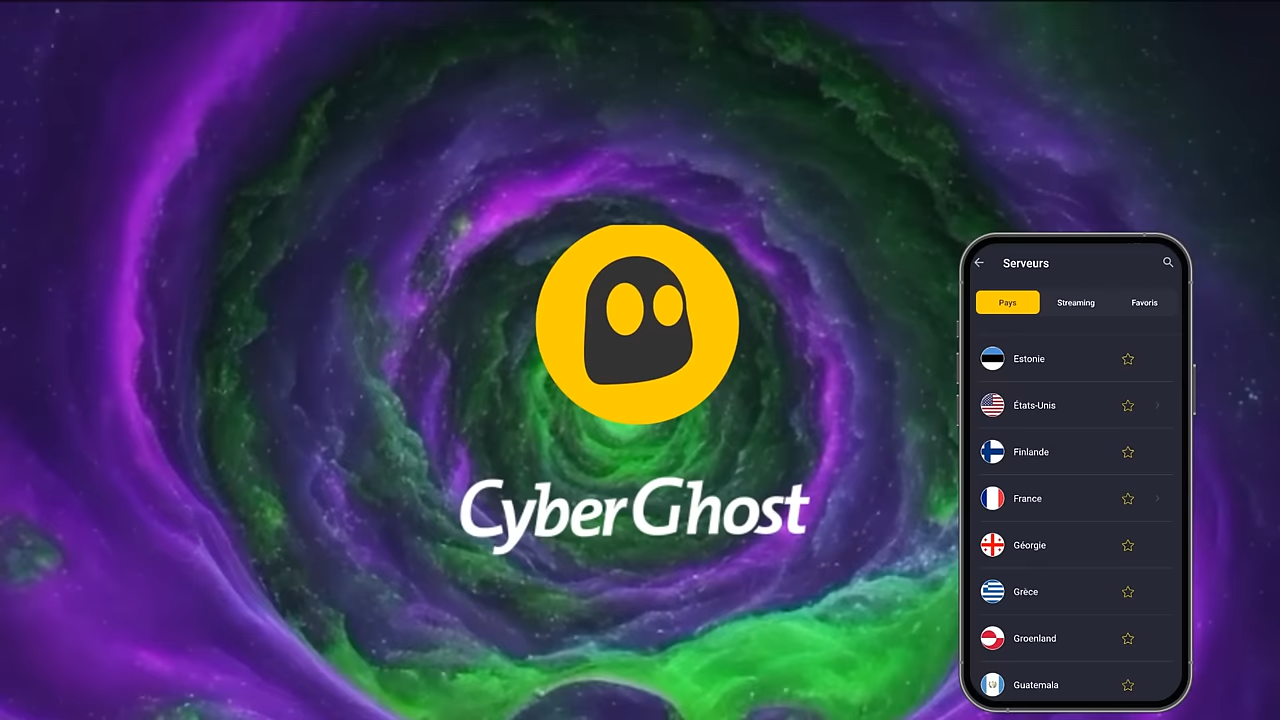 CyberGhost
Serveurs
Pays Streaming Favoris
Estonie
États-Unis
Finlande
France
Géorgie
Grèce
Groenland
Guatemala